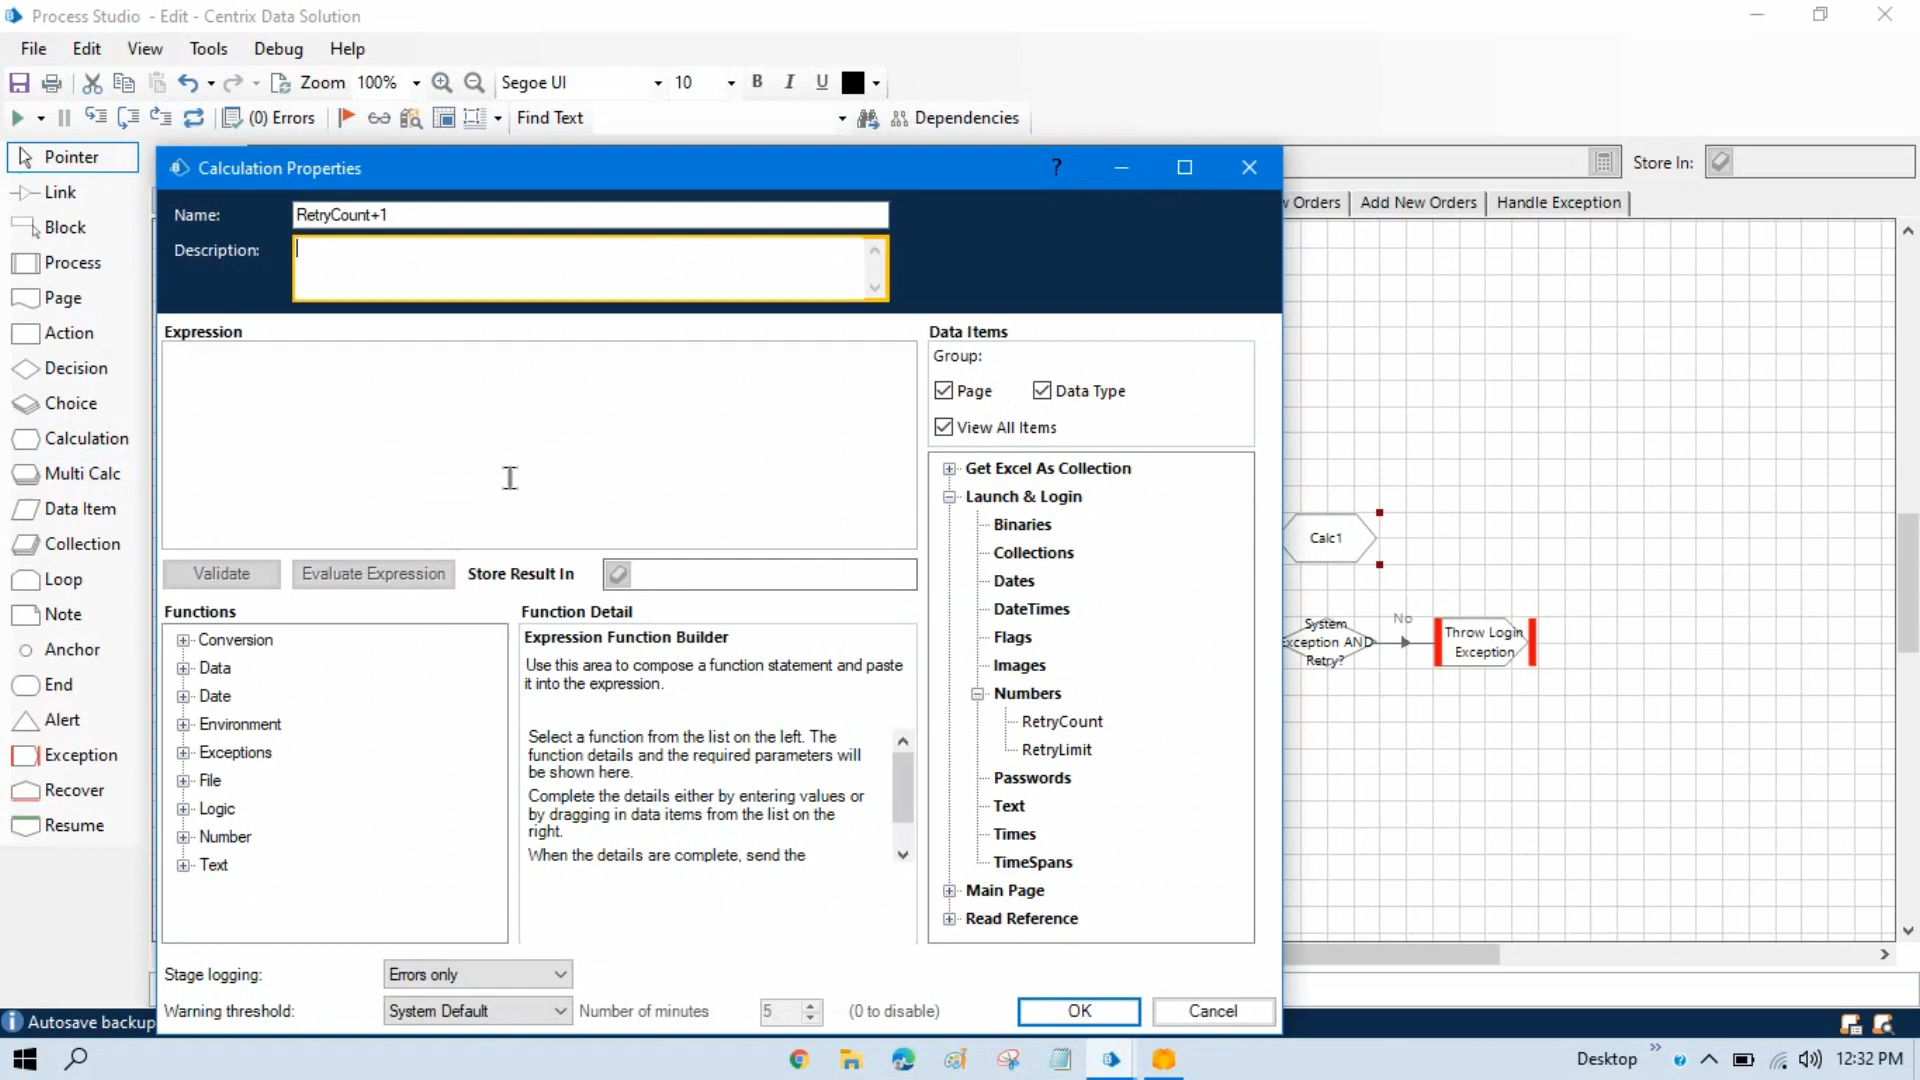 Process Studio - Edit - Centrix Data Solution
File Edit View Tools Debug Help
Zoom 100% Segoe UI 10 B I U
(0) Errors Find Text Dependencies
Pointer
Link
Block
Process
Page
Action
Decision
Choice
Calculation
Multi Calc
Data Item
Collection
Loop
Note
Anchor
End
Alert
Exception
Recover
Resume
Calculation Properties ?
Name: RetryCount+1
Description:
Expression
Validate Evaluate Expression Store Result In
Functions
Conversion
Data
Date
Environment
Exceptions
File
Logic
Number
Text
Function Detail
Expression Function Builder
Use this area to compose a function statement and paste
it into the expression.
Select a function from the list on the left. The
function details and the required parameters will
be shown here.
Complete the details either by entering values or
by dragging in data items from the list on the
right.
When the details are complete, send the
Data Items
Group:
Page Data Type
View All Items
Get Excel As Collection
Launch & Login
Binaries
Collections
Dates
DateTimes
Flags
Images
Numbers
RetryCount
RetryLimit
Passwords
Text
Times
TimeSpans
Main Page
Read Reference
Stage logging: Errors only
Warning threshold: System Default Number of minutes 5 (0 to disable)
OK Cancel
Store In:
Orders Add New Orders Handle Exception
Calc1
System
Exception AND
Retry?
No
Throw Login
Exception
Autosave backup
Desktop 12:32 PM